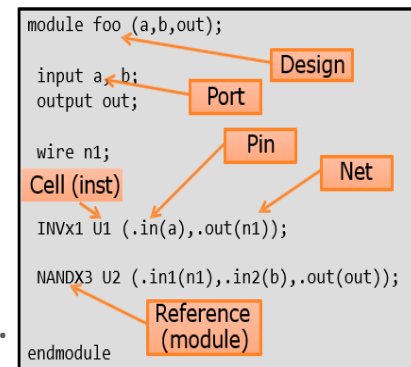 module foo (a,b,out);
Design
input a, b;
output out;
Port
Pin
wire n1;
Net
Cell (inst)
INVx1 U1 (.in(a),.out(n1));
NANDX3 U2 (.in1(n1),.in2(b),.out(out));
Reference
(module)
endmodule